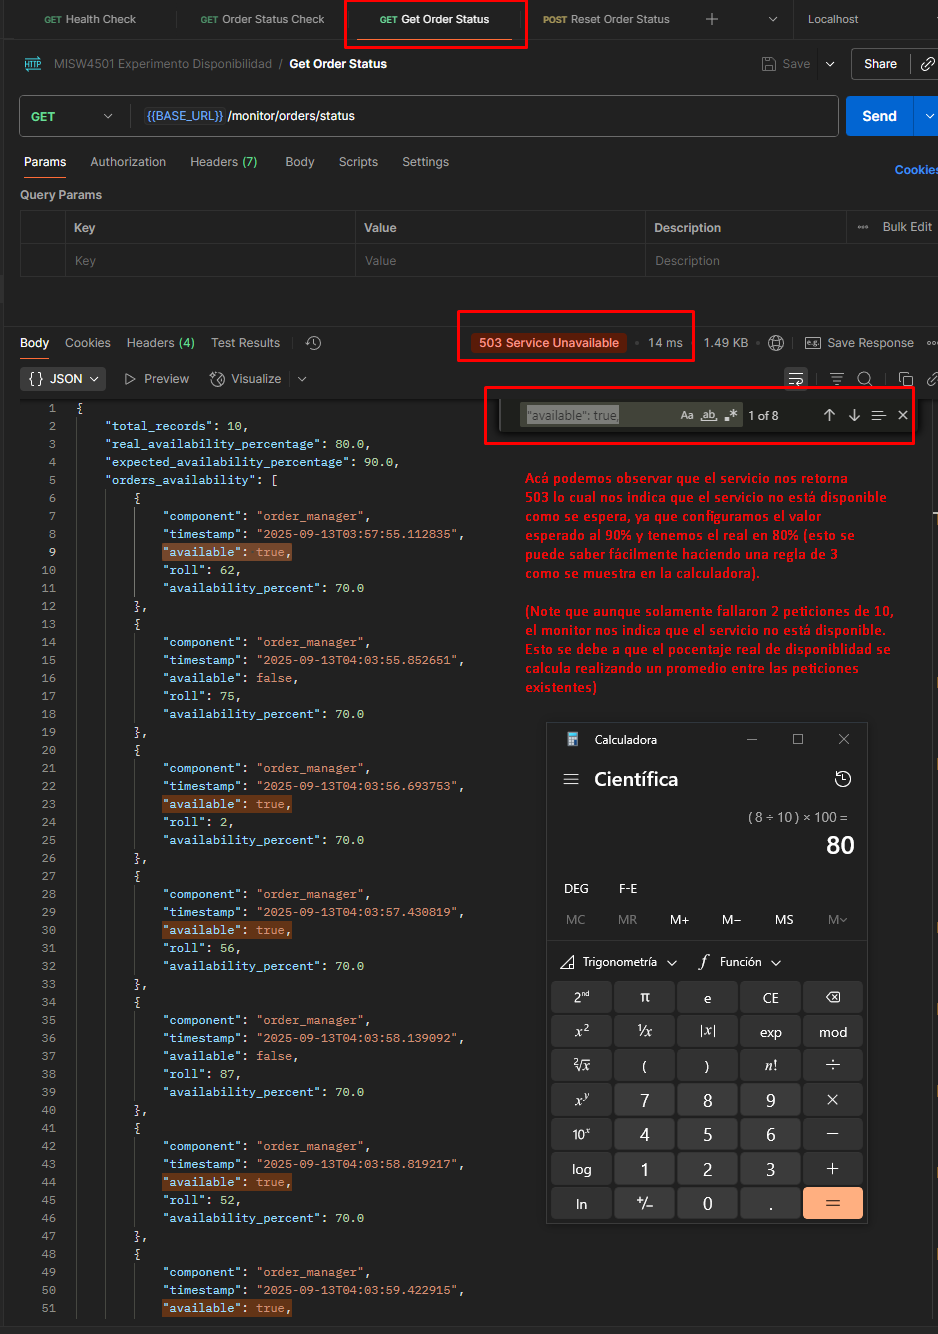 GET Health Check
GET Order Status Check
GET Get Order Status
POST Reset Order Status
Localhost
HTTP MISW4501 Experimento Disponibilidad / Get Order Status
Save
Share
GET
{{BASE_URL}} /monitor/orders/status
Send
Params Authorization Headers (7) Body Scripts Settings
Cookies
Query Params
Key Value Description ••• Bulk Edit
Key Value Description
Body Cookies Headers (4) Test Results
503 Service Unavailable • 14 ms • 1.49 KB • e.g. Save Response •••
{} JSON Preview Visualize
"available": true, Aa ab .* 1 of 8
1 {
2 "total_records": 10,
3 "real_availability_percentage": 80.0,
4 "expected_availability_percentage": 90.0,
5 "orders_availability": [
6 {
7 "component": "order_manager",
8 "timestamp": "2025-09-13T03:57:55.112835",
9 "available": true,
10 "roll": 62,
11 "availability_percent": 70.0
12 },
13 {
14 "component": "order_manager",
15 "timestamp": "2025-09-13T04:03:55.852651",
16 "available": false,
17 "roll": 75,
18 "availability_percent": 70.0
19 },
20 {
21 "component": "order_manager",
22 "timestamp": "2025-09-13T04:03:56.693753",
23 "available": true,
24 "roll": 2,
25 "availability_percent": 70.0
26 },
27 {
28 "component": "order_manager",
29 "timestamp": "2025-09-13T04:03:57.430819",
30 "available": true,
31 "roll": 56,
32 "availability_percent": 70.0
33 },
34 {
35 "component": "order_manager",
36 "timestamp": "2025-09-13T04:03:58.139092",
37 "available": false,
38 "roll": 87,
39 "availability_percent": 70.0
40 },
41 {
42 "component": "order_manager",
43 "timestamp": "2025-09-13T04:03:58.819217",
44 "available": true,
45 "roll": 52,
46 "availability_percent": 70.0
47 },
48 {
49 "component": "order_manager",
50 "timestamp": "2025-09-13T04:03:59.422915",
51 "available": true,
Acá podemos observar que el servicio nos retorna
503 lo cual nos indica que el servicio no está disponible
como se espera, ya que configuramos el valor
esperado al 90% y tenemos el real en 80% (esto se
puede saber fácilmente haciendo una regla de 3
como se muestra en la calculadora).
(Note que aunque solamente fallaron 2 peticiones de 10,
el monitor nos indica que el servicio no está disponible.
Esto se debe a que el pocentaje real de disponiblidad se
calcula realizando un promedio entre las peticiones
existentes)
Calculadora
Científica
( 8 ÷ 10 ) × 100 =
80
DEG F-E
MC MR M+ M− MS M˅
Trigonometría f Función
2ⁿᵈ π e CE ⌫
x² ¹⁄x |x| exp mod
²√x ( ) n! ÷
xʸ 7 8 9 ×
10ˣ 4 5 6 −
log 1 2 3 +
ln +/− 0 . =